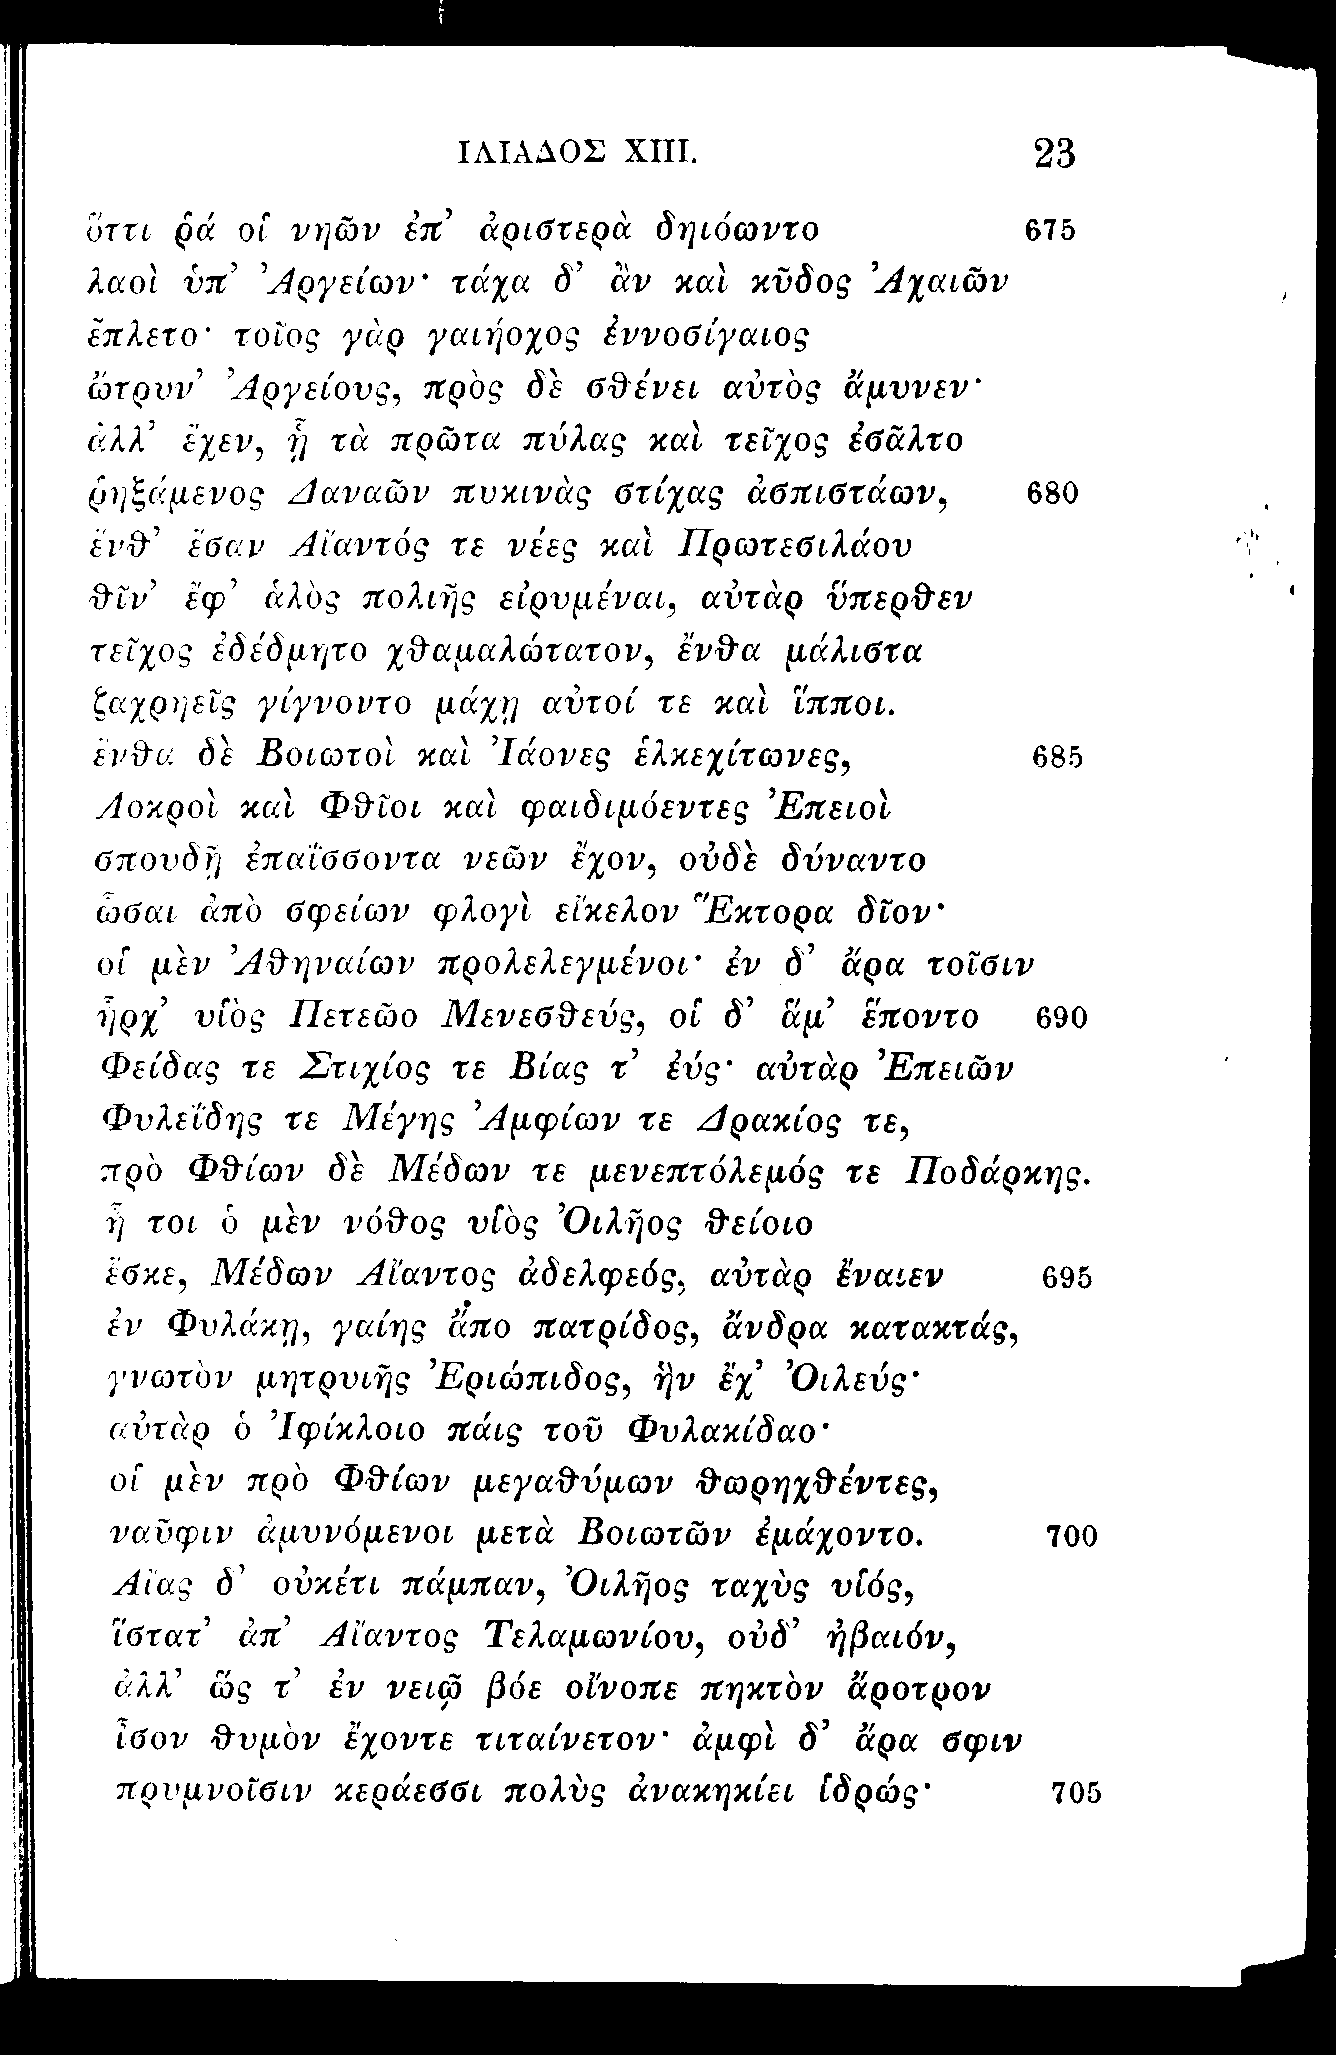 ΙΛΙΑΔΟΣ XIII. 23
ὅττι ῥά οἱ νηῶν ἐπ’ ἀριστερὰ δηιόωντο 675
λαοὶ ὑπ’ Ἀργείων· τάχα δ’ ἂν καὶ κῦδος Ἀχαιῶν
ἔπλετο· τοῖος γὰρ γαιήοχος ἐννοσίγαιος
ὤτρυν’ Ἀργείους, πρὸς δὲ σθένει αὐτὸς ἄμυνεν·
ἀλλ’ ἔχεν, ᾗ τὰ πρῶτα πύλας καὶ τεῖχος ἐσᾶλτο
ῥηξάμενος Δαναῶν πυκινὰς στίχας ἀσπιστάων, 680
ἔνθ’ ἔσαν Αἴαντός τε νέες καὶ Πρωτεσιλάου
θῖν’ ἔφ’ ἁλὸς πολιῆς εἰρυμέναι, αὐτὰρ ὕπερθεν
τεῖχος ἐδέδμητο χθαμαλώτατον, ἔνθα μάλιστα
ζαχρηεῖς γίγνοντο μάχῃ αὐτοί τε καὶ ἵπποι.
ἔνθα δὲ Βοιωτοὶ καὶ Ἰάονες ἑλκεχίτωνες, 685
Λοκροὶ καὶ Φθῖοι καὶ φαιδιμόεντες Ἐπειοὶ
σπουδῇ ἐπαΐσσοντα νεῶν ἔχον, οὐδὲ δύναντο
ὦσαι ἀπὸ σφείων φλογὶ εἴκελον Ἕκτορα δῖον·
οἱ μὲν Ἀθηναίων προλελεγμένοι· ἐν δ’ ἄρα τοῖσιν
ἦρχ’ υἱὸς Πετεῶο Μενεσθεύς, οἱ δ’ ἅμ’ ἕποντο 690
Φείδας τε Στιχίος τε Βίας τ’ ἐύς· αὐτὰρ Ἐπειῶν
Φυλεΐδης τε Μέγης Ἀμφίων τε Δρακίος τε,
πρὸ Φθίων δὲ Μέδων τε μενεπτόλεμός τε Ποδάρκης.
ἦ τοι ὁ μὲν νόθος υἱὸς Ὀιλῆος θείοιο
ἔσκε, Μέδων Αἴαντος ἀδελφεός, αὐτὰρ ἔναιεν 695
ἐν Φυλάκῃ, γαίης ἄπο πατρίδος, ἄνδρα κατακτάς,
γνωτὸν μητρυιῆς Ἐριώπιδος, ἣν ἔχ’ Ὀιλεύς·
αὐτὰρ ὁ Ἰφίκλοιο πάις τοῦ Φυλακίδαο·
οἱ μὲν πρὸ Φθίων μεγαθύμων θωρηχθέντες,
ναῦφιν ἀμυνόμενοι μετὰ Βοιωτῶν ἐμάχοντο. 700
Αἴας δ’ οὐκέτι πάμπαν, Ὀιλῆος ταχὺς υἱός,
ἵστατ’ ἀπ’ Αἴαντος Τελαμωνίου, οὐδ’ ἠβαιόν,
ἀλλ’ ὥς τ’ ἐν νειῷ βόε οἴνοπε πηκτὸν ἄροτρον
ἶσον θυμὸν ἔχοντε τιταίνετον· ἀμφὶ δ’ ἄρα σφιν
πρυμνοῖσιν κεράεσσι πολὺς ἀνακηκίει ἱδρώς· 705